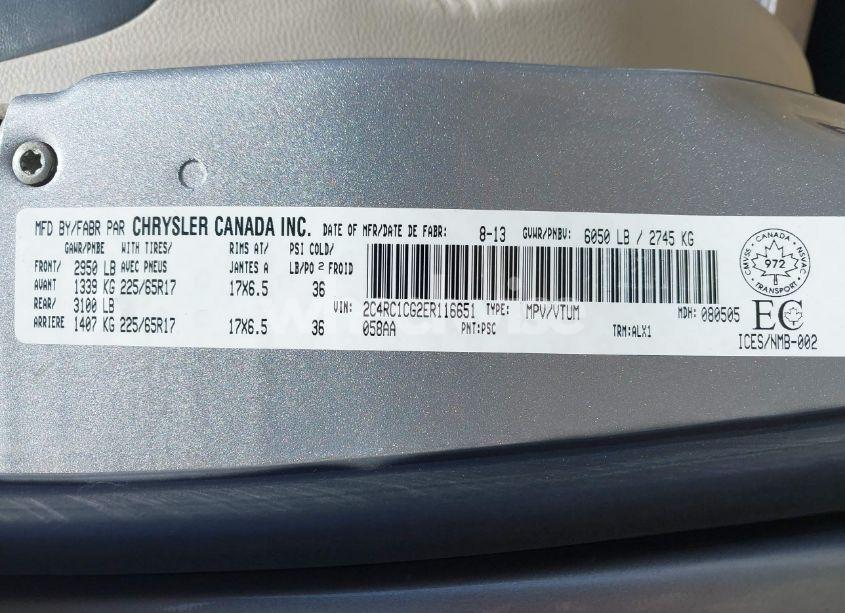 MFD BY/FABR PAR CHRYSLER CANADA INC. DATE OF MFR/DATE DE FABR: 8-13 GVWR/PNBV: 6050 LB / 2745 KG
GAWR/PNBE WITH TIRES/ RIMS AT/ PSI COLD/
FRONT/ 2950 LB AVEC PNEUS JANTES A LB/PO 2 FROID
AVANT 1339 KG 225/65R17 17X6.5 36
REAR/ 3100 LB VIN: 2C4RC1CG2ER116651 TYPE: MPV/VTUM MDH: 080505
ARRIERE 1407 KG 225/65R17 17X6.5 36 058AA PNT:PSC TRM:ALX1
CANADA
CMVSS NSVAC
972
TRANSPORT
EC
ICES/NMB-002